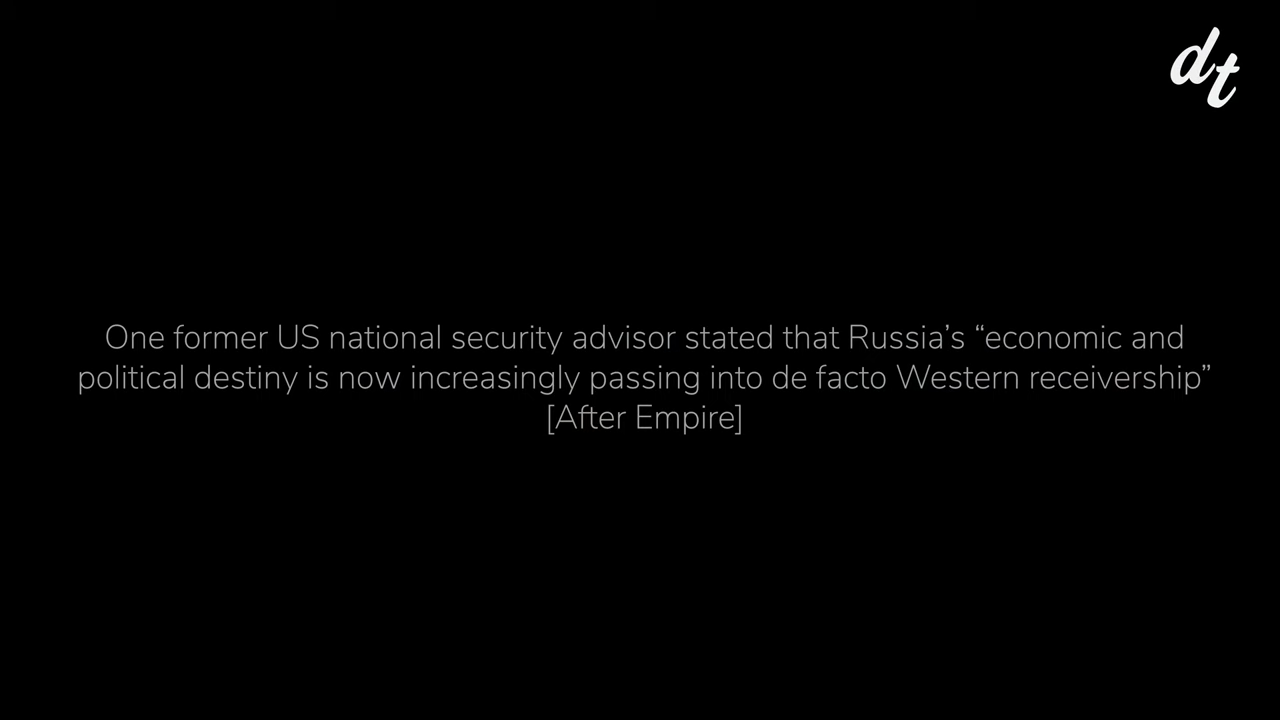 dt
One former US national security advisor stated that Russia’s “economic and
political destiny is now increasingly passing into de facto Western receivership”
[After Empire]